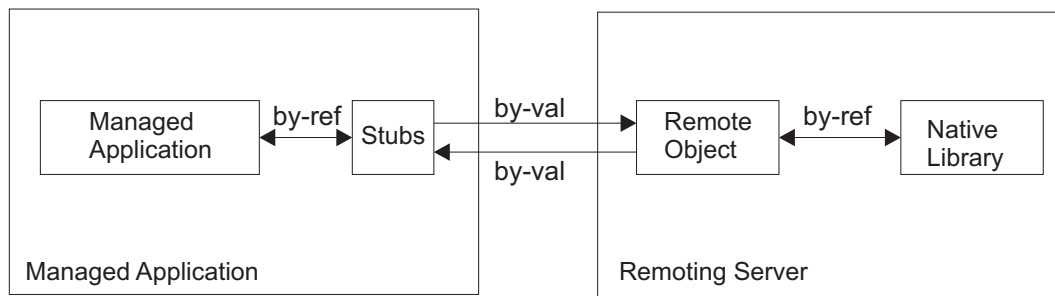 Managed
Application
by-ref
Stubs
by-val
by-val
Remote
Object
by-ref
Native
Library
Managed Application
Remoting Server